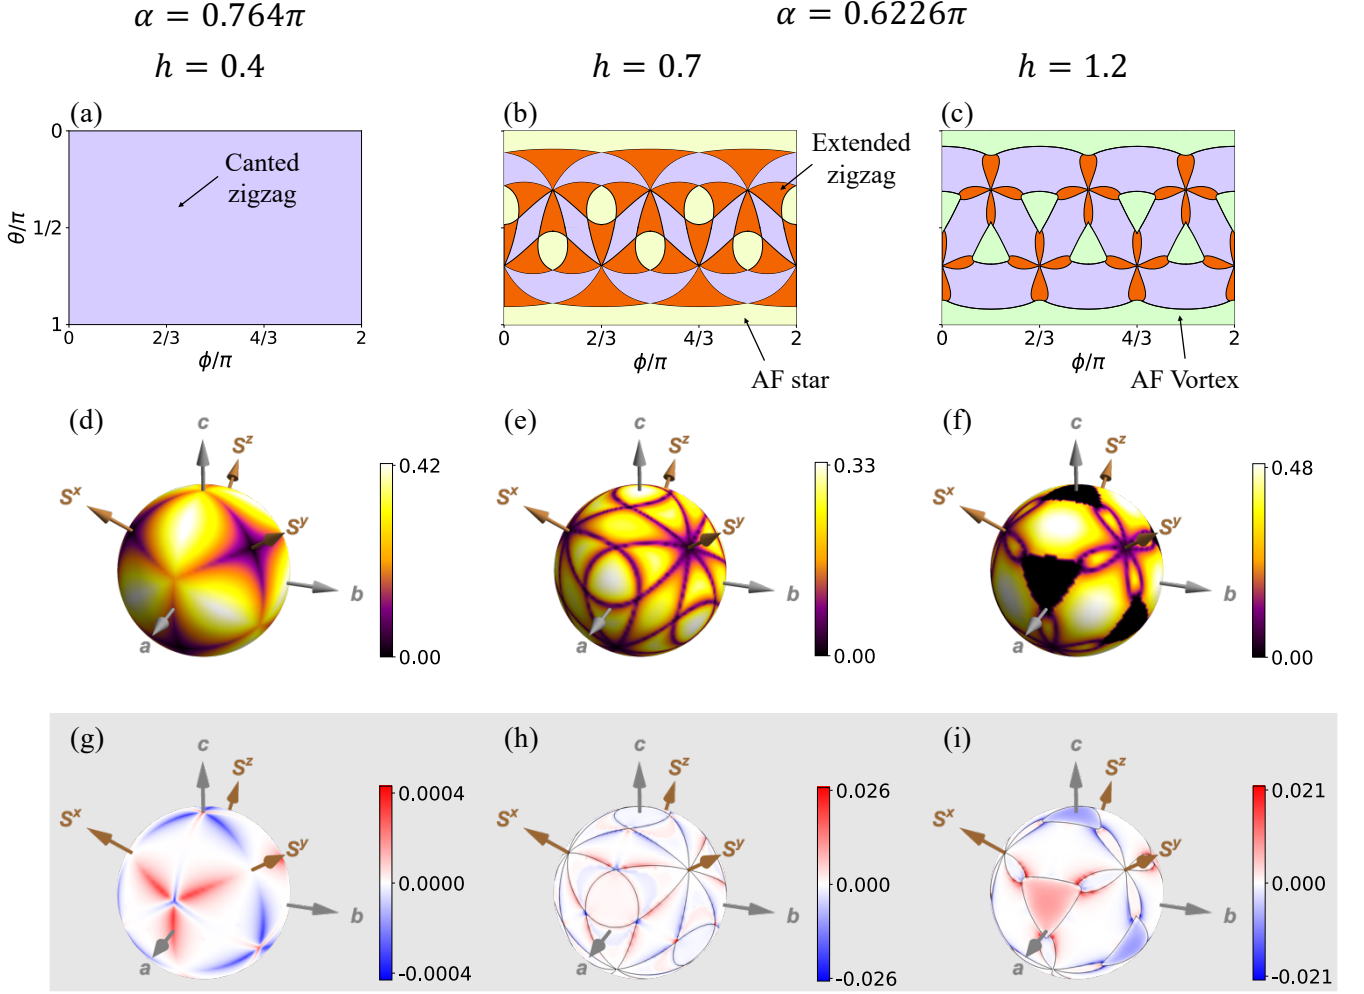 α = 0.764π
α = 0.6226π
h = 0.4
h = 0.7
h = 1.2
(a)
(b)
(c)
0
1/2
1
θ/π
Canted
zigzag
0
2/3
4/3
2
ϕ/π
Extended
zigzag
0
2/3
4/3
2
ϕ/π
AF star
0
2/3
4/3
2
ϕ/π
AF Vortex
(d)
c
S^z
S^x
S^y
b
a
0.42
0.00
(e)
c
S^z
S^x
S^y
b
a
0.33
0.00
(f)
c
S^z
S^x
S^y
b
a
0.48
0.00
(g)
c
S^z
S^x
S^y
b
a
0.0004
0.0000
-0.0004
(h)
c
S^z
S^x
S^y
b
a
0.026
0.000
-0.026
(i)
c
S^z
S^x
S^y
b
a
0.021
0.000
-0.021